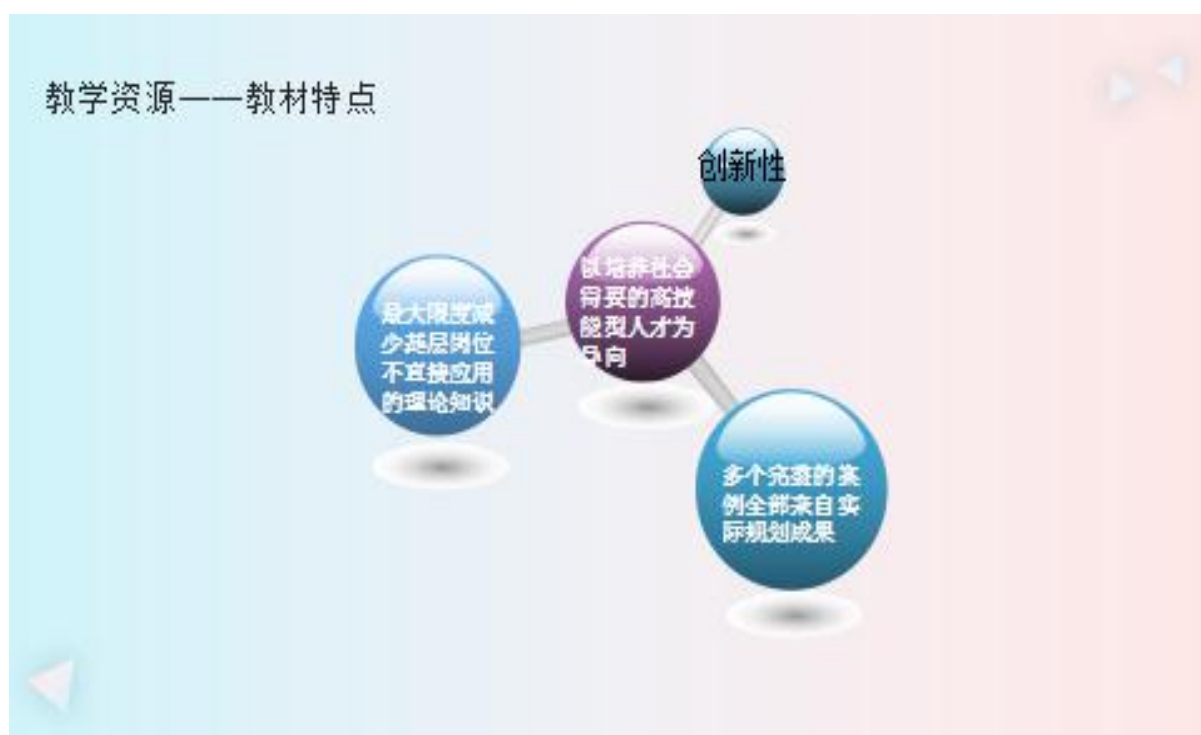 教学资源——教材特点
创新性
以培养社会
需要的高技
能型人才为
导向
最大限度减
少基层岗位
不直接应用
的理论知识
多个完整的案
例全部来自实
际规划成果